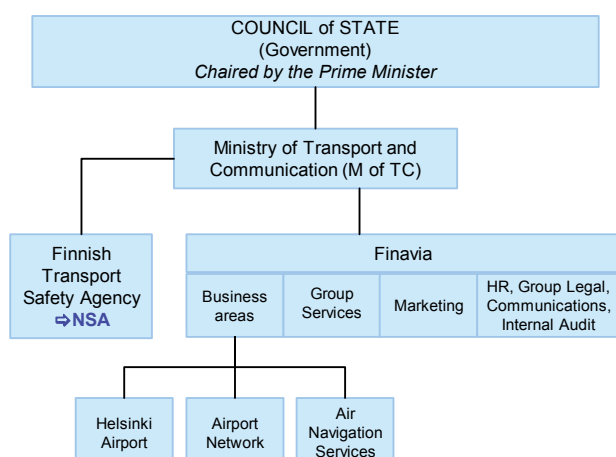 COUNCIL of STATE
(Government)
Chaired by the Prime Minister
Ministry of Transport and
Communication (M of TC)
Finnish
Transport
Safety Agency
⇨NSA
Finavia
Business
areas
Group
Services
Marketing
HR, Group Legal,
Communications,
Internal Audit
Helsinki
Airport
Airport
Network
Air
Navigation
Services